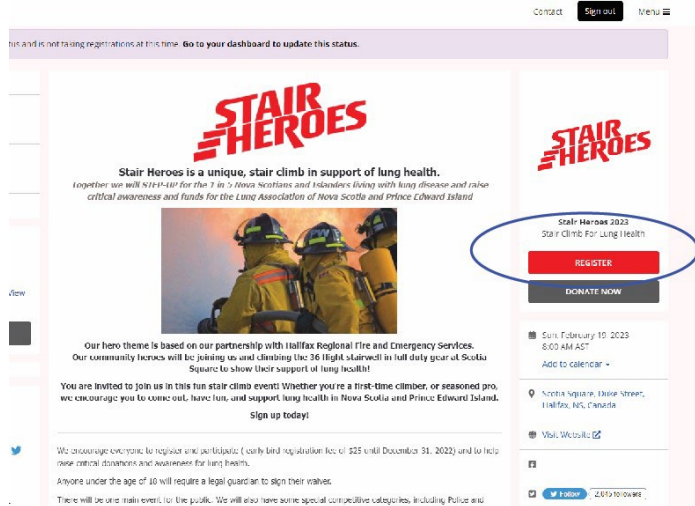 Contact Sign out Menu
tus and is not taking registrations at this time. Go to your dashboard to update this status.
STAIR
HEROES
Stair Heroes is a unique, stair climb in support of lung health.
Together we will STEP-UP for the 1 in 5 Nova Scotians and Islanders living with lung disease and raise
critical awareness and funds for the Lung Association of Nova Scotia and Prince Edward Island
Our hero theme is based on our partnership with Halifax Regional Fire and Emergency Services.
Our community heroes will be joining us and climbing the 36 flight stairwell in full duty gear at Scotia
Square to show their support of lung health!
You are invited to join us in this fun stair climb event! Whether you're a first-time climber, or seasoned pro,
we encourage you to come out, have fun, and support lung health in Nova Scotia and Prince Edward Island.
Sign up today!
We encourage everyone to register and participate ( early bird registration fee of $25 until December 31, 2022) and to help
raise critical donations and awareness for lung health.
Anyone under the age of 18 will require a legal guardian to sign their waiver.
There will be one main event for the public. We will also have some special competitive categories, including Police and
View
STAIR
HEROES
Stair Heroes 2023
Stair Climb For Lung Health
REGISTER
DONATE NOW
Sun. February 19, 2023
8:00 AM AST
Add to calendar
Scotia Square, Duke Street,
Halifax, NS, Canada
Visit Website
Follow 2,045 followers